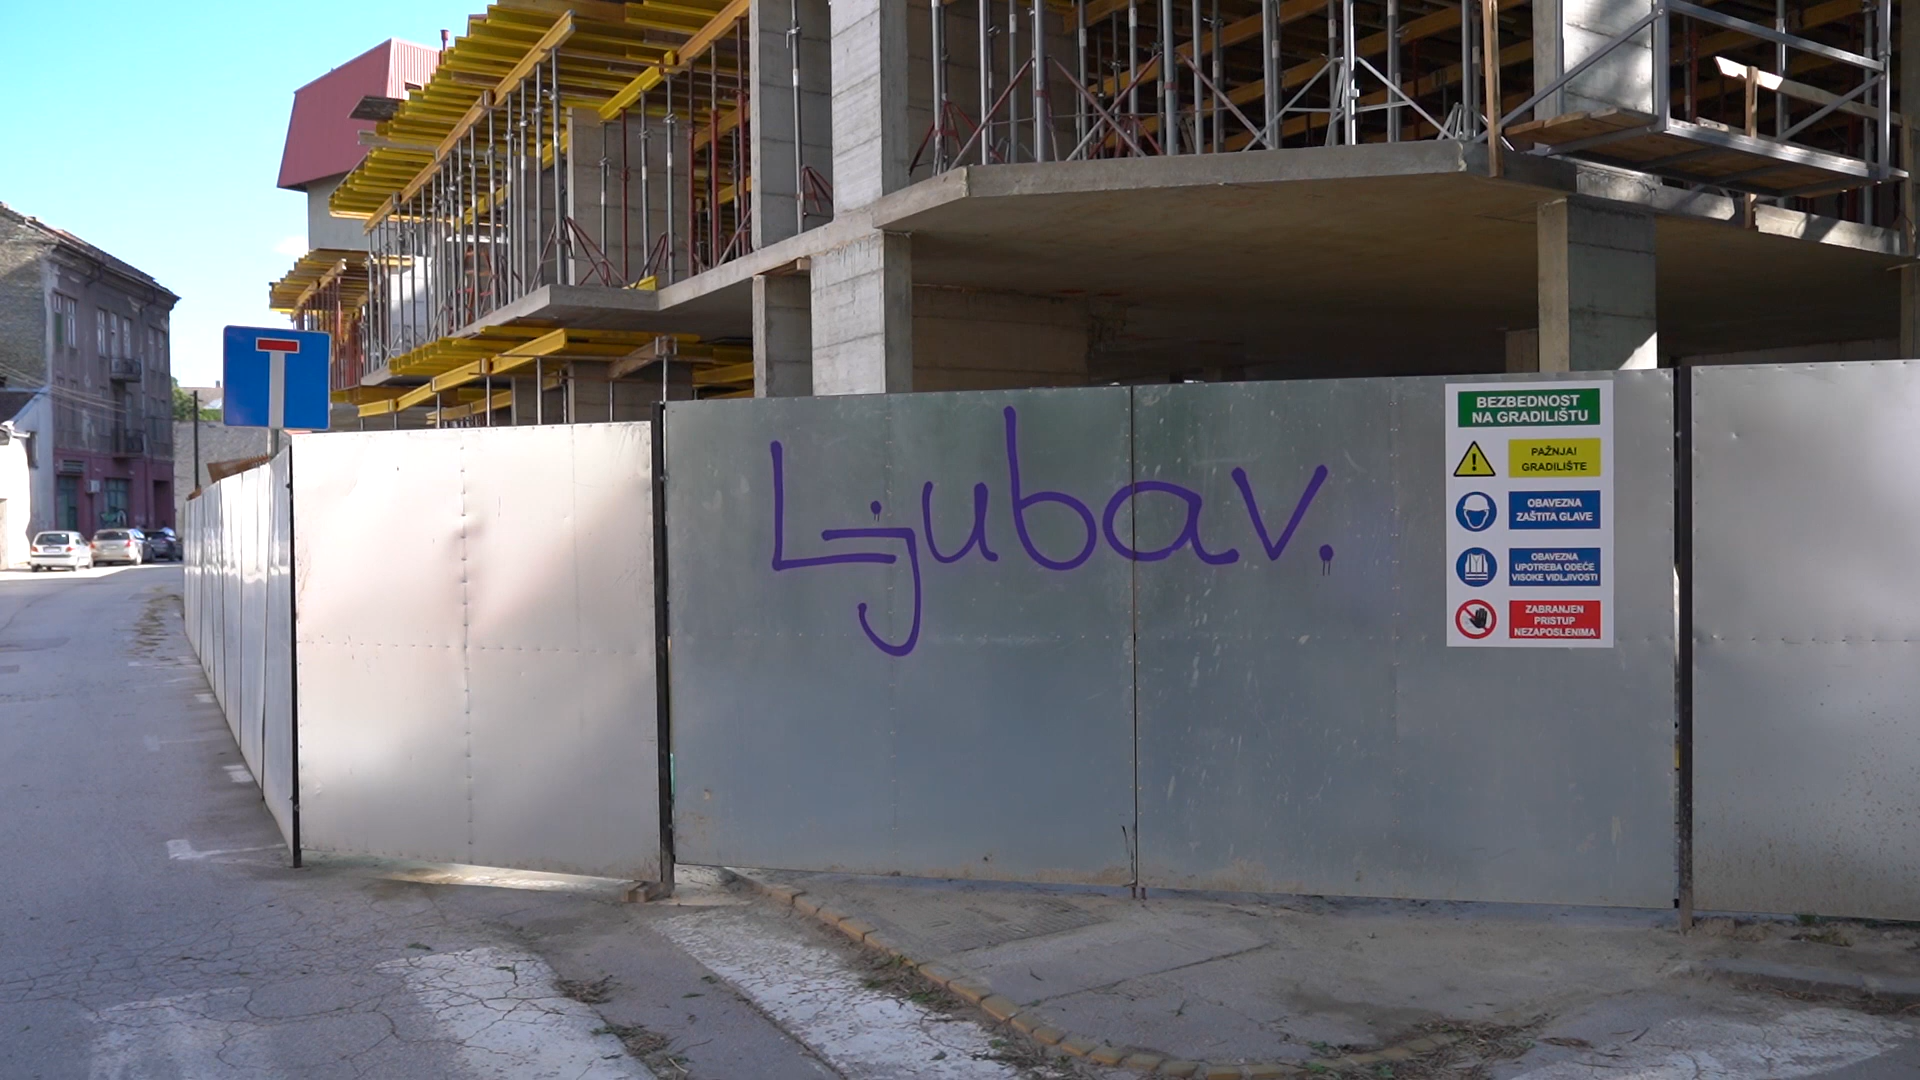 Ljubav.
BEZBEDNOST
NA GRADILIŠTU
PAŽNJA!
GRADILIŠTE
OBAVEZNA
ZAŠTITA GLAVE
OBAVEZNA
UPOTREBA ODEĆE
VISOKE VIDLJIVOSTI
ZABRANJEN
PRISTUP
NEZAPOSLENIMA